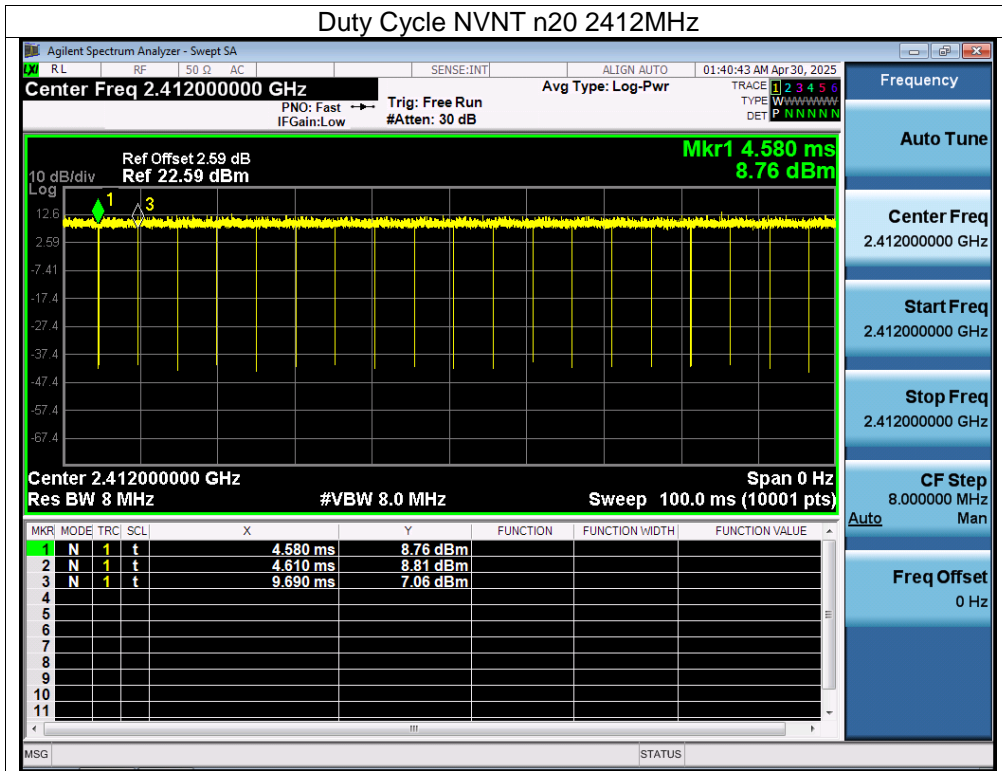 Duty Cycle NVNT n20 2412MHz
Agilent Spectrum Analyzer - Swept SA
LXI RL RF 50 Ω AC SENSE:INT ALIGN AUTO 01:40:43 AM Apr 30, 2025
Center Freq 2.412000000 GHz
PNO: Fast
IFGain:Low
Trig: Free Run
#Atten: 30 dB
Avg Type: Log-Pwr
TRACE 1 2 3 4 5 6
TYPE WWWWWW
DET P N N N N N
Mkr1 4.580 ms
8.76 dBm
Ref Offset 2.59 dB
10 dB/div Ref 22.59 dBm
Log
1
3
12.6
2.59
-7.41
-17.4
-27.4
-37.4
-47.4
-57.4
-67.4
Center 2.412000000 GHz Span 0 Hz
Res BW 8 MHz #VBW 8.0 MHz Sweep 100.0 ms (10001 pts)
MKR MODE TRC SCL X Y FUNCTION FUNCTION WIDTH FUNCTION VALUE
1 N 1 t 4.580 ms 8.76 dBm
2 N 1 t 4.610 ms 8.81 dBm
3 N 1 t 9.690 ms 7.06 dBm
4
5
6
7
8
9
10
11
MSG STATUS
Frequency
Auto Tune
Center Freq
2.412000000 GHz
Start Freq
2.412000000 GHz
Stop Freq
2.412000000 GHz
CF Step
8.000000 MHz
Auto Man
Freq Offset
0 Hz